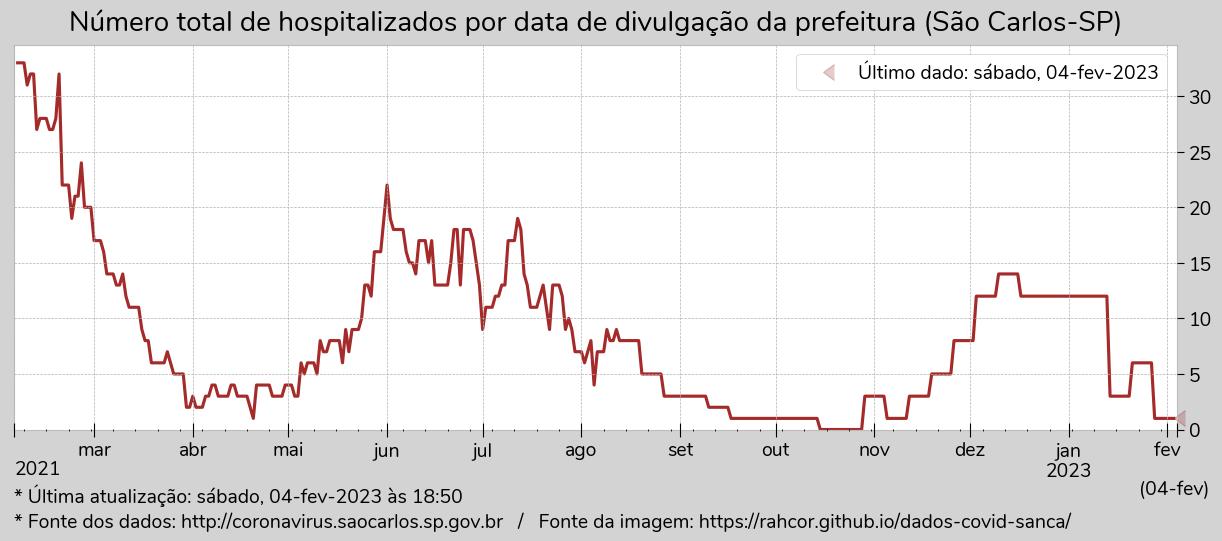 Número total de hospitalizados por data de divulgação da prefeitura (São Carlos-SP)
Último dado: sábado, 04-fev-2023
30
25
20
15
10
5
0
mar abr mai jun jul ago set out nov dez jan fev
2021 2023
(04-fev)
* Última atualização: sábado, 04-fev-2023 às 18:50
* Fonte dos dados: http://coronavirus.saocarlos.sp.gov.br / Fonte da imagem: https://rahcor.github.io/dados-covid-sanca/